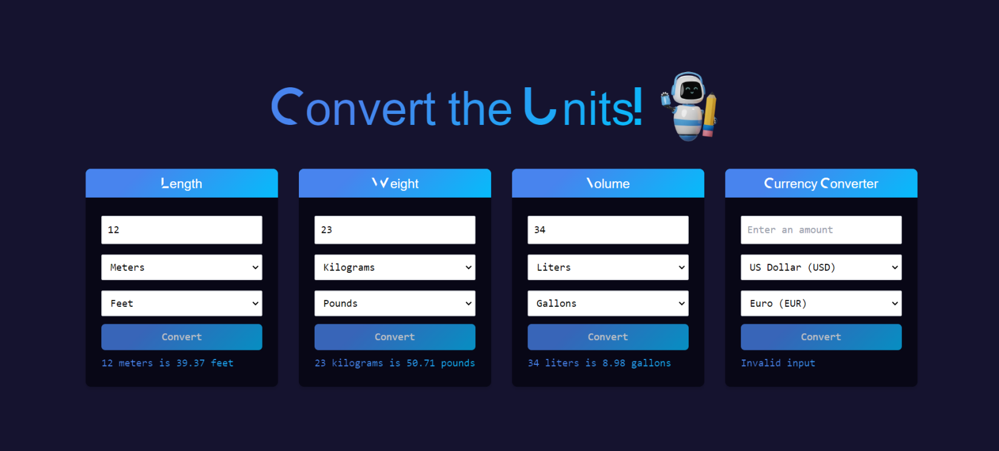 Convert the Units!
Length
12
Meters
Feet
Convert
12 meters is 39.37 feet
Weight
23
Kilograms
Pounds
Convert
23 kilograms is 50.71 pounds
Volume
34
Liters
Gallons
Convert
34 liters is 8.98 gallons
Currency Converter
Enter an amount
US Dollar (USD)
Euro (EUR)
Convert
Invalid input